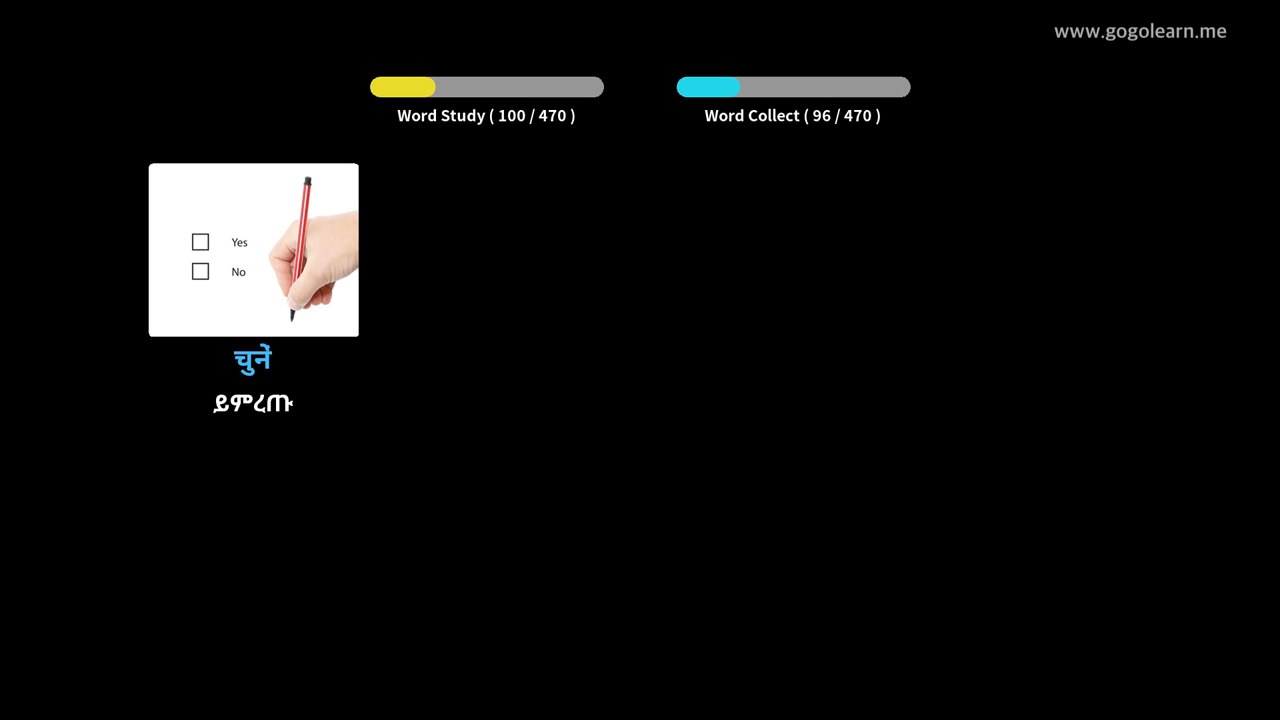 www.gogolearn.me
Word Study ( 100 / 470 )
Word Collect ( 96 / 470 )
Yes
No
चुनें
ይምረጡ